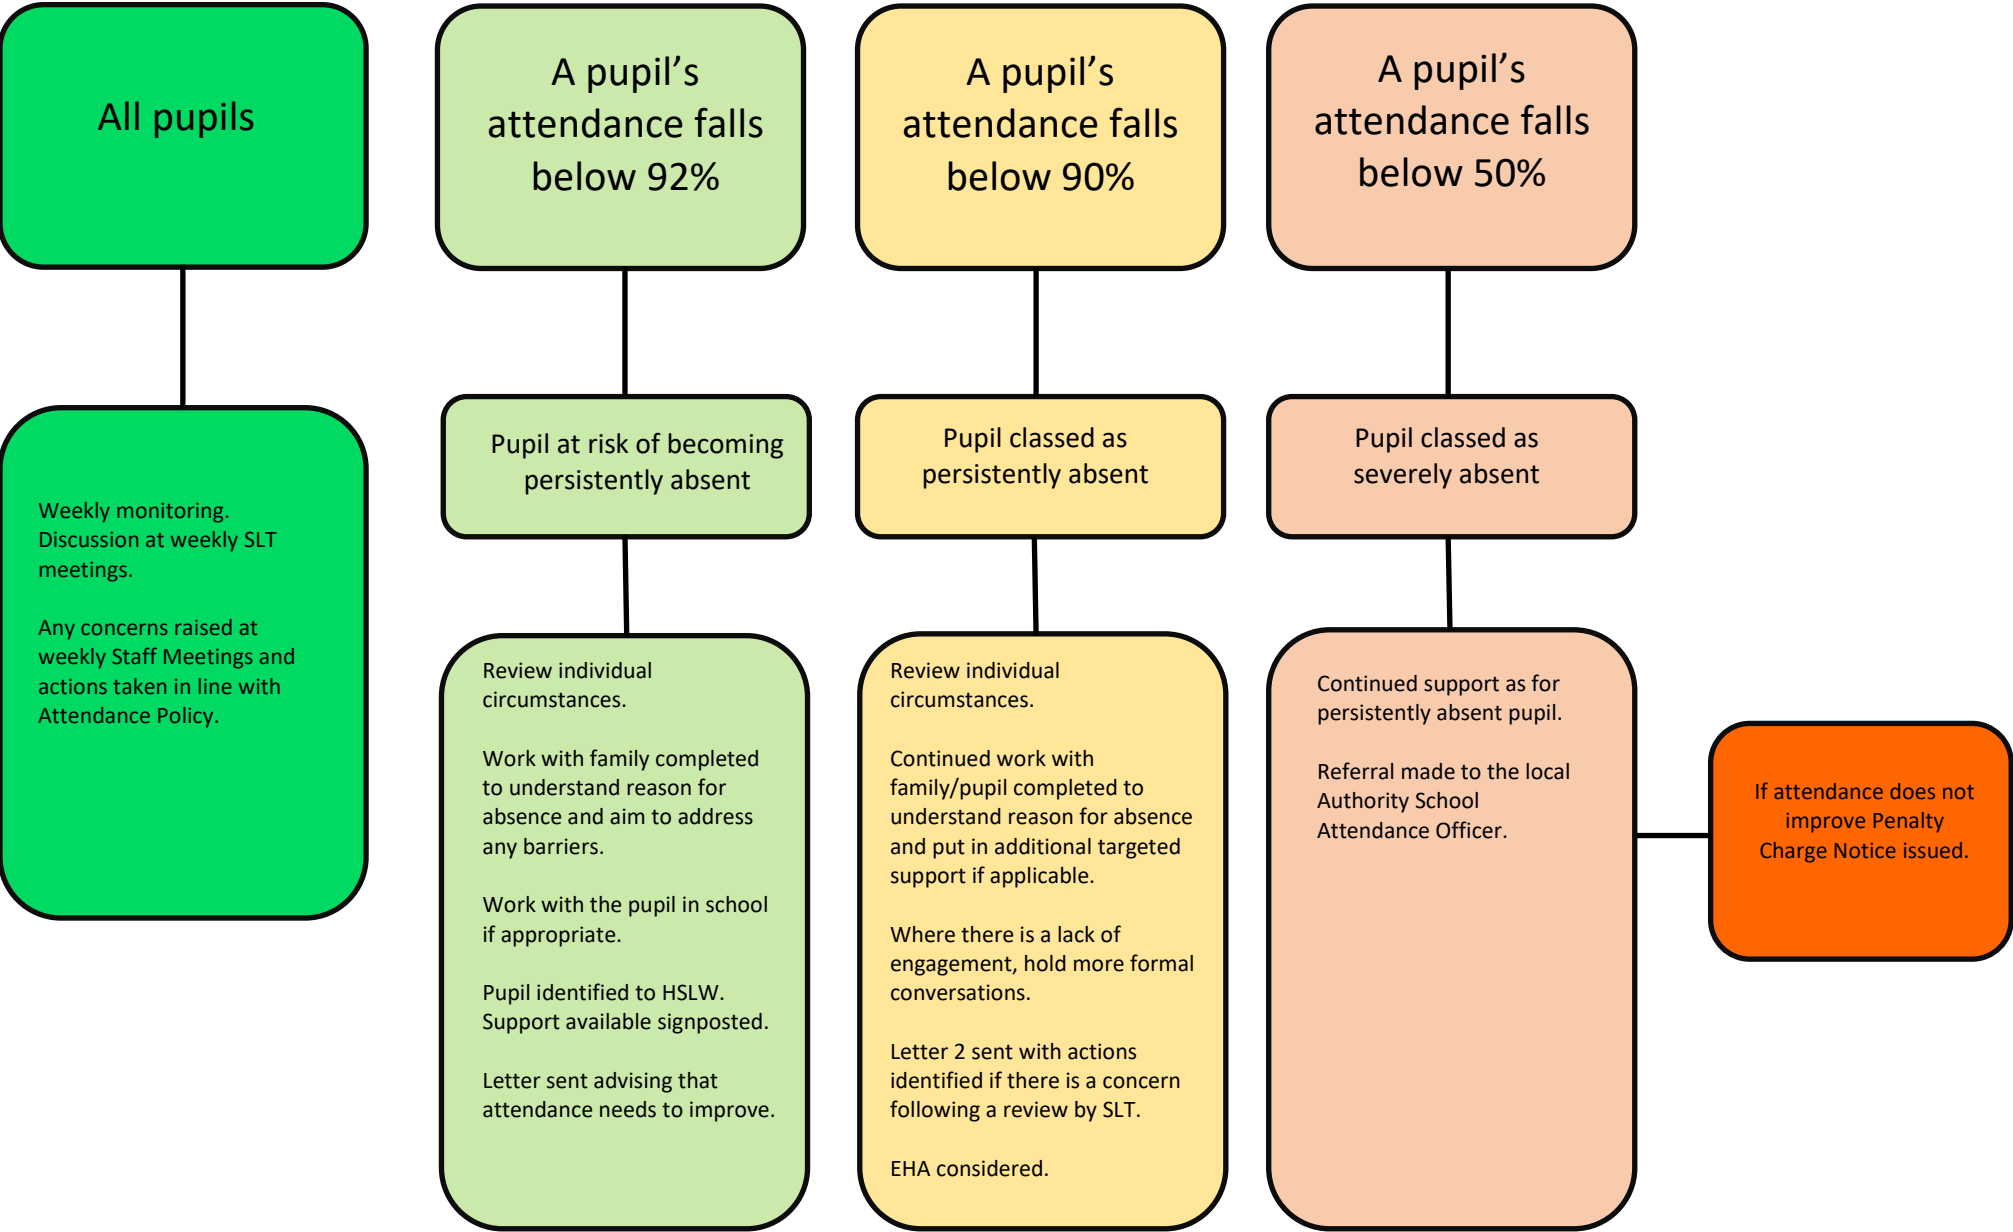 All pupils
Weekly monitoring.
Discussion at weekly SLT
meetings.
Any concerns raised at
weekly Staff Meetings and
actions taken in line with
Attendance Policy.
A pupil’s
attendance falls
below 92%
Pupil at risk of becoming
persistently absent
Review individual
circumstances.
Work with family completed
to understand reason for
absence and aim to address
any barriers.
Work with the pupil in school
if appropriate.
Pupil identified to HSLW.
Support available signposted.
Letter sent advising that
attendance needs to improve.
A pupil’s
attendance falls
below 90%
Pupil classed as
persistently absent
Review individual
circumstances.
Continued work with
family/pupil completed to
understand reason for absence
and put in additional targeted
support if applicable.
Where there is a lack of
engagement, hold more formal
conversations.
Letter 2 sent with actions
identified if there is a concern
following a review by SLT.
EHA considered.
A pupil’s
attendance falls
below 50%
Pupil classed as
severely absent
Continued support as for
persistently absent pupil.
Referral made to the local
Authority School
Attendance Officer.
If attendance does not
improve Penalty
Charge Notice issued.